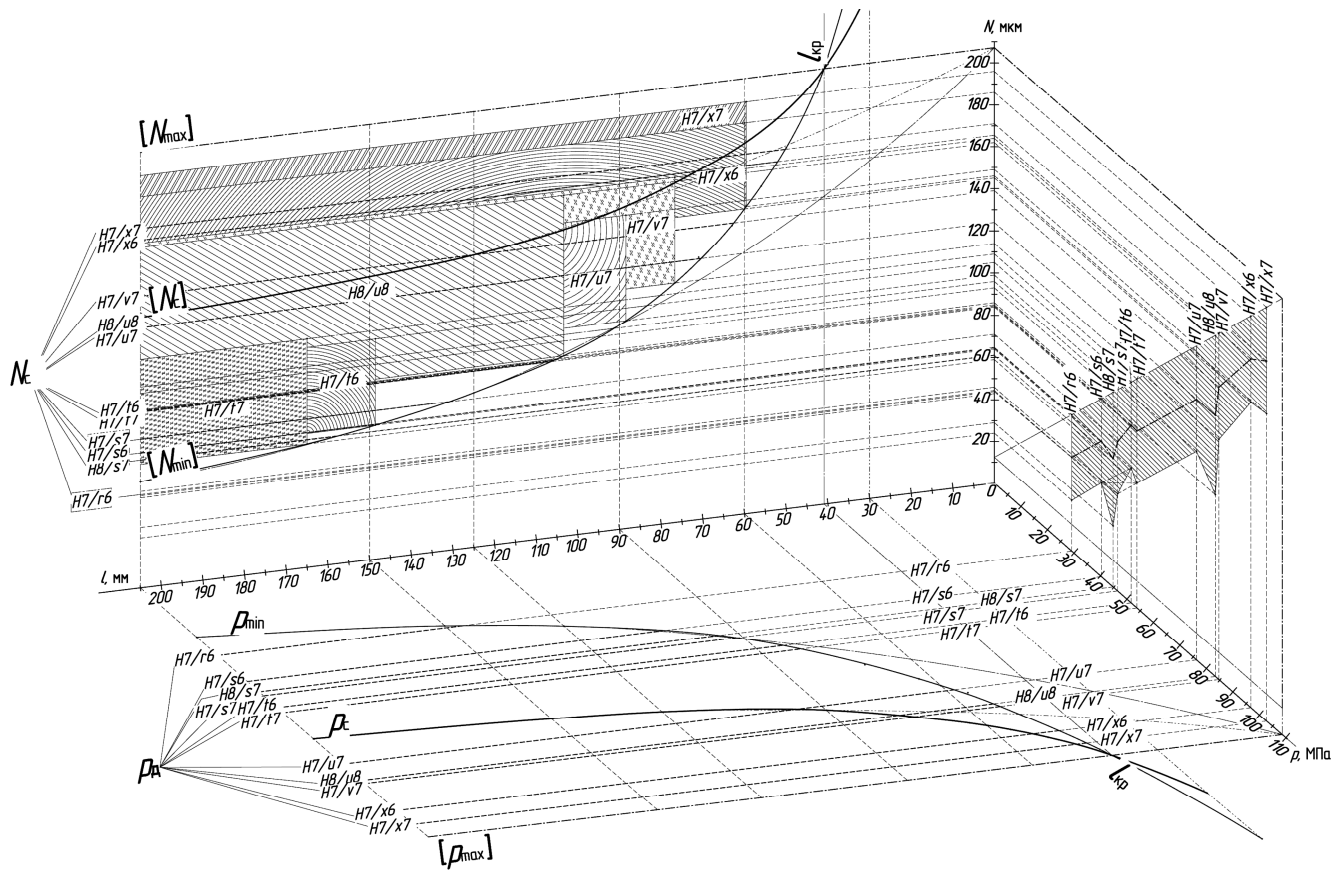 N, мкм
200
180
160
140
120
100
80
60
40
20
0
lкр
[Nmax]
H7/x7
H7/x6
H7/v7
H7/u7
H8/u8
H7/t6
H7/t7
[Nc]
[Nmin]
Nc
H7/x7
H7/x6
H7/v7
H8/u8
H7/u7
H7/t6
H7/t7
H7/s7
H7/s6
H8/s7
H7/r6
H7/r6
H7/s6
H8/s7
H7/s7
H7/t6
H7/t7
H7/u7
H8/u8
H7/v7
H7/x6
H7/x7
l, мм
200
190
180
170
160
150
140
130
120
110
100
90
80
70
60
50
40
30
20
10
10
20
30
40
50
60
70
80
90
100
110
p, МПа
pmin
H7/r6
H7/s6
H8/s7
H7/s7
H7/t6
H7/t7
pc
pд
H7/u7
H8/u8
H7/v7
H7/x6
H7/x7
[pmax]
H7/r6
H7/s6
H8/s7
H7/s7
H7/t6
H7/t7
H7/u7
H8/u8
H7/v7
H7/x6
H7/x7
lкр